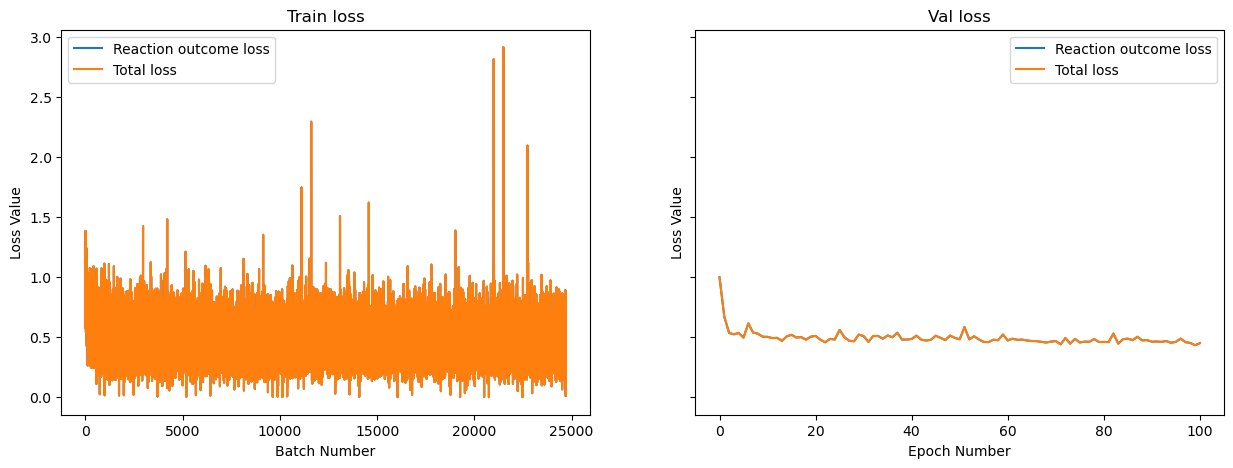 Train loss
Reaction outcome loss
Total loss
Loss Value
3.0
2.5
2.0
1.5
1.0
0.5
0.0
0
5000
10000
15000
20000
25000
Batch Number
Val loss
Reaction outcome loss
Total loss
Loss Value
0
20
40
60
80
100
Epoch Number